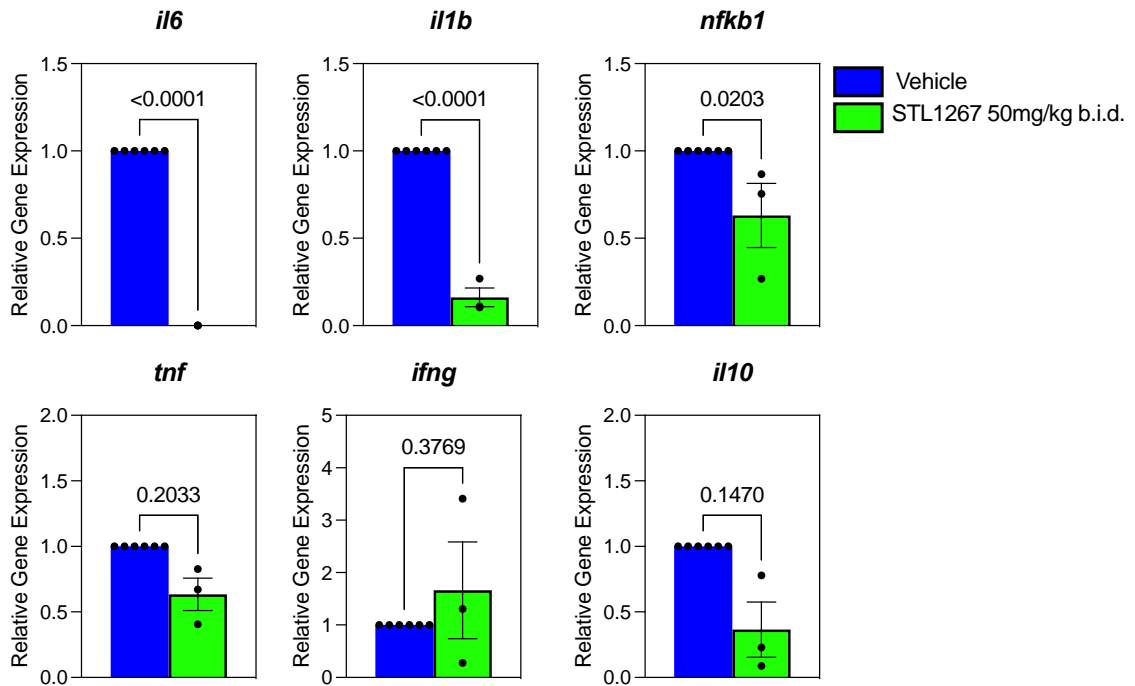 il6
il1b
nfkb1
Relative Gene Expression
1.5
1.0
0.5
0.0
<0.0001
Relative Gene Expression
1.5
1.0
0.5
0.0
<0.0001
Relative Gene Expression
1.5
1.0
0.5
0.0
0.0203
Vehicle
STL1267 50mg/kg b.i.d.
tnf
ifng
il10
Relative Gene Expression
2.0
1.5
1.0
0.5
0.0
0.2033
Relative Gene Expression
5
4
3
2
1
0
0.3769
Relative Gene Expression
2.0
1.5
1.0
0.5
0.0
0.1470